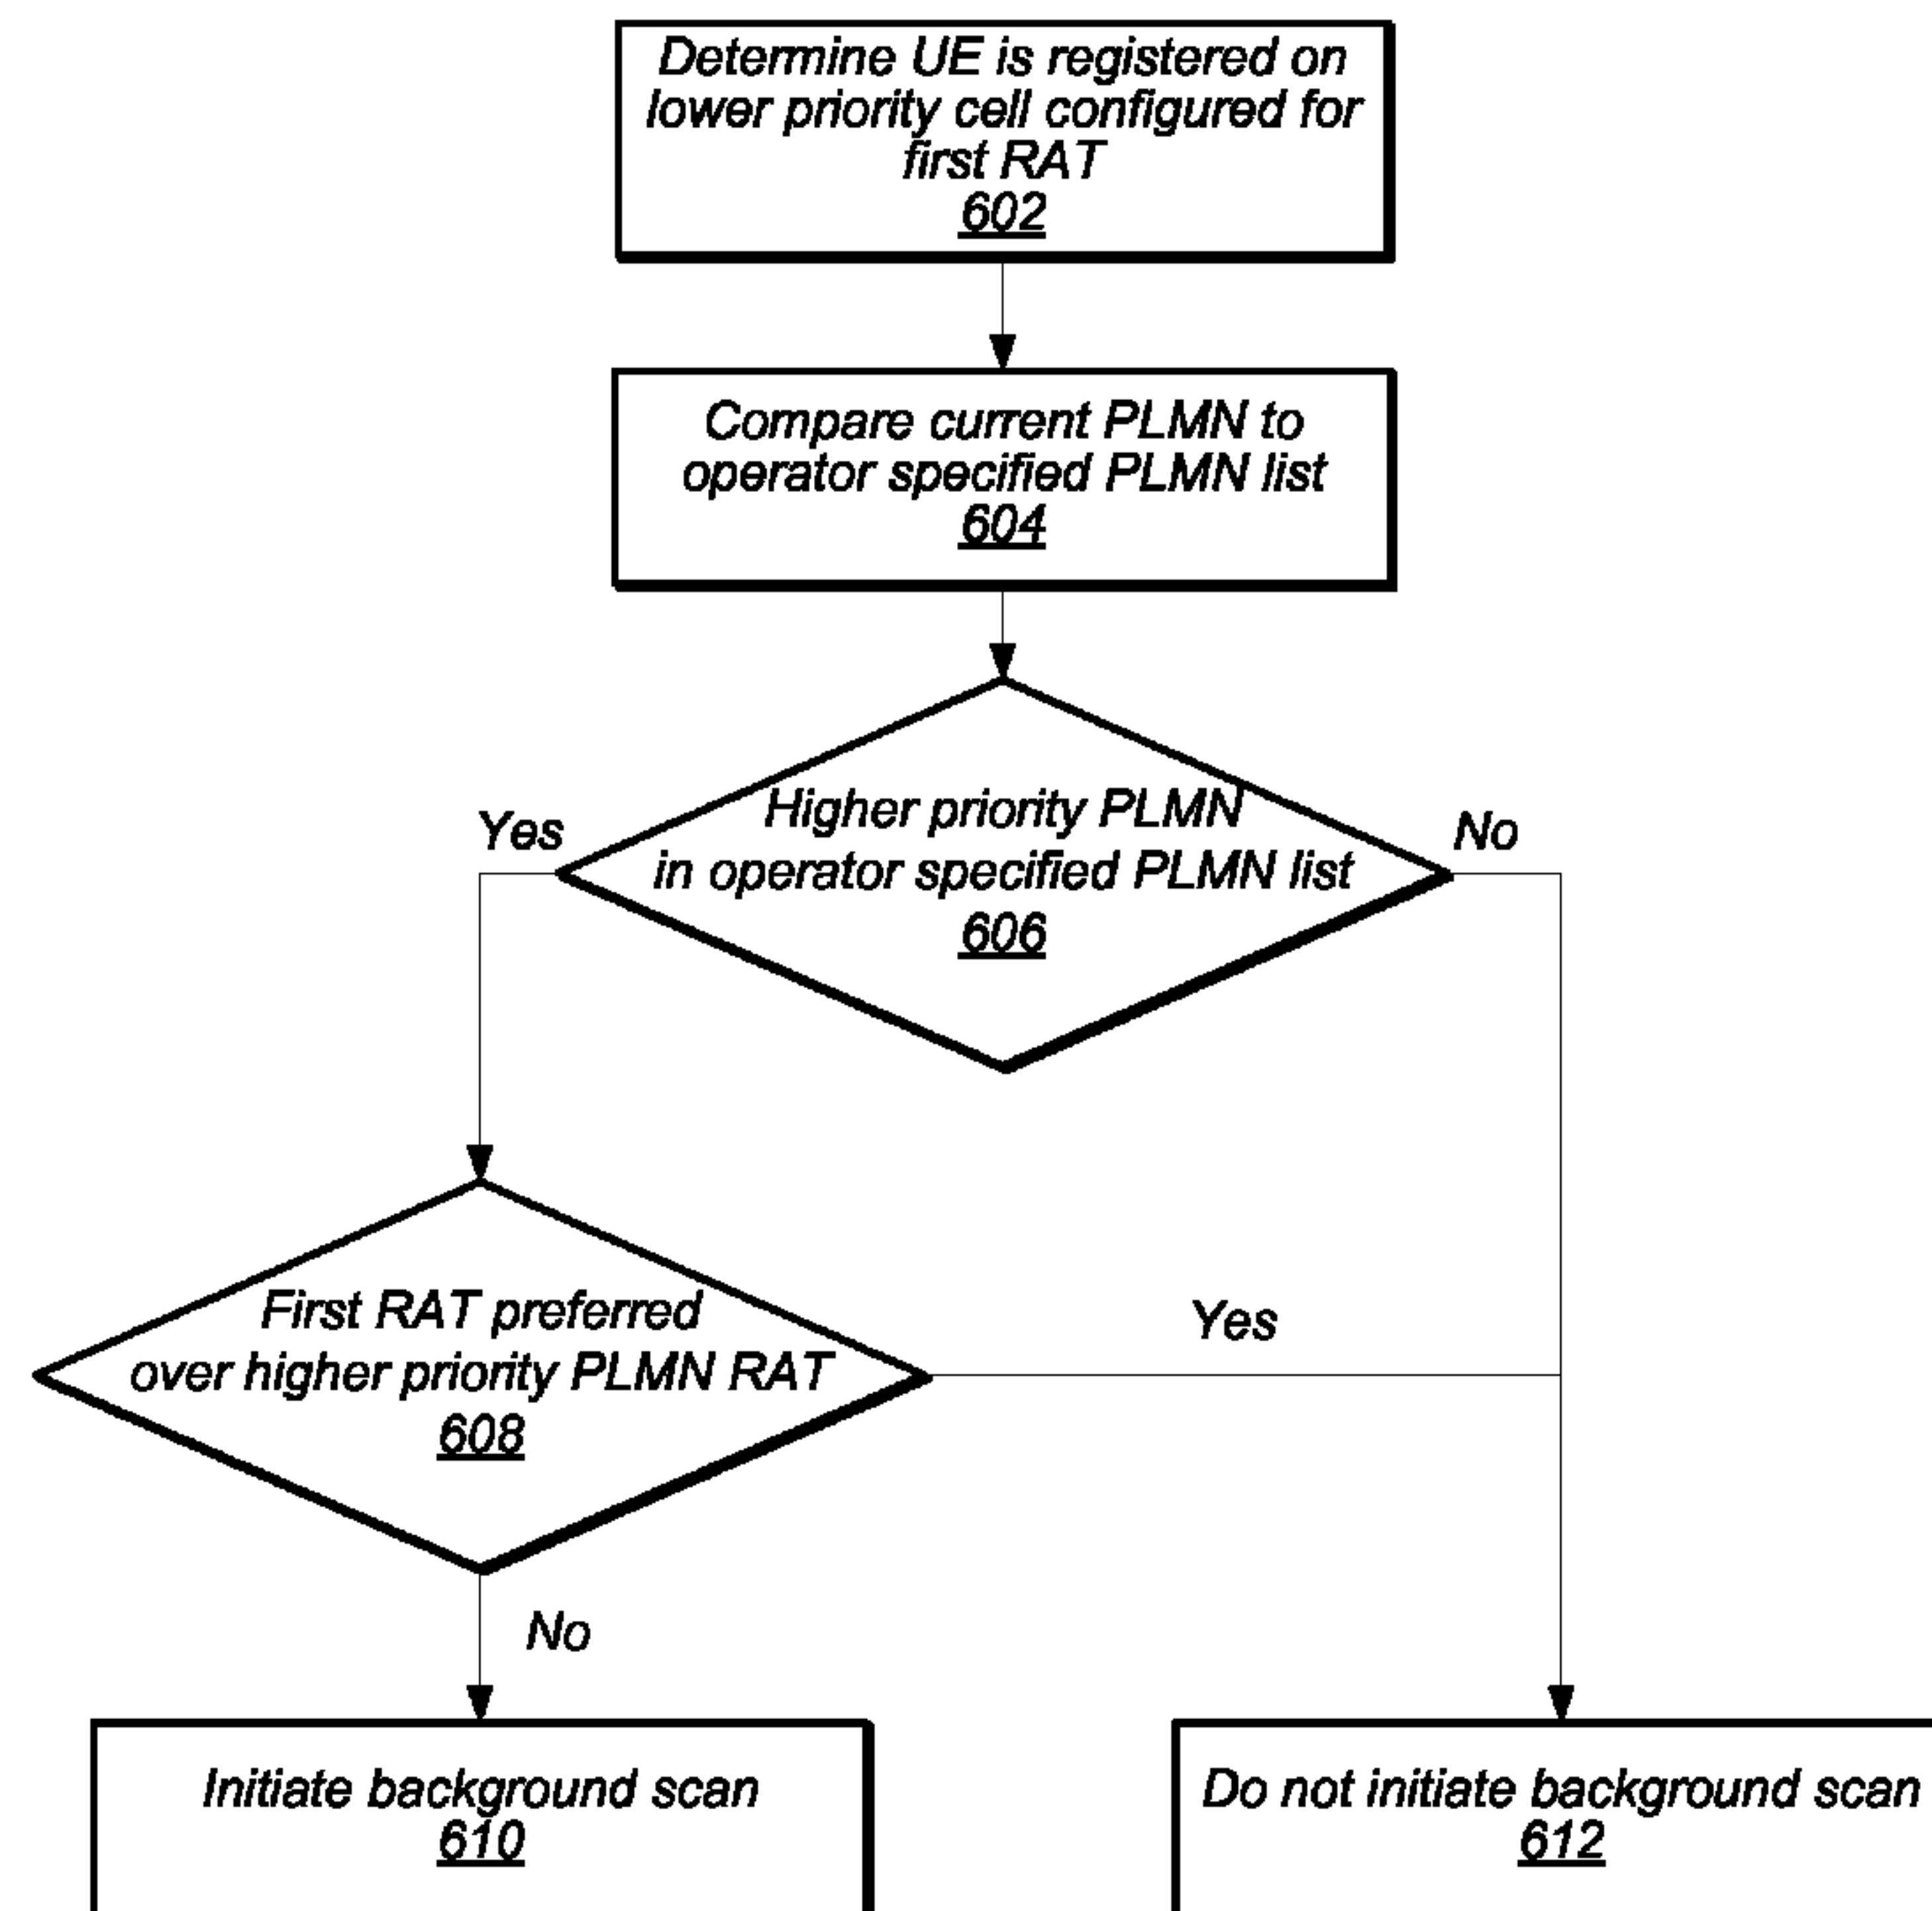 Determine UE is registered on
lower priority cell configured for
first RAT
602
Compare current PLMN to
operator specified PLMN list
604
Higher priority PLMN
in operator specified PLMN list
606
Yes
No
First RAT preferred
over higher priority PLMN RAT
608
Yes
No
Initiate background scan
610
Do not initiate background scan
612